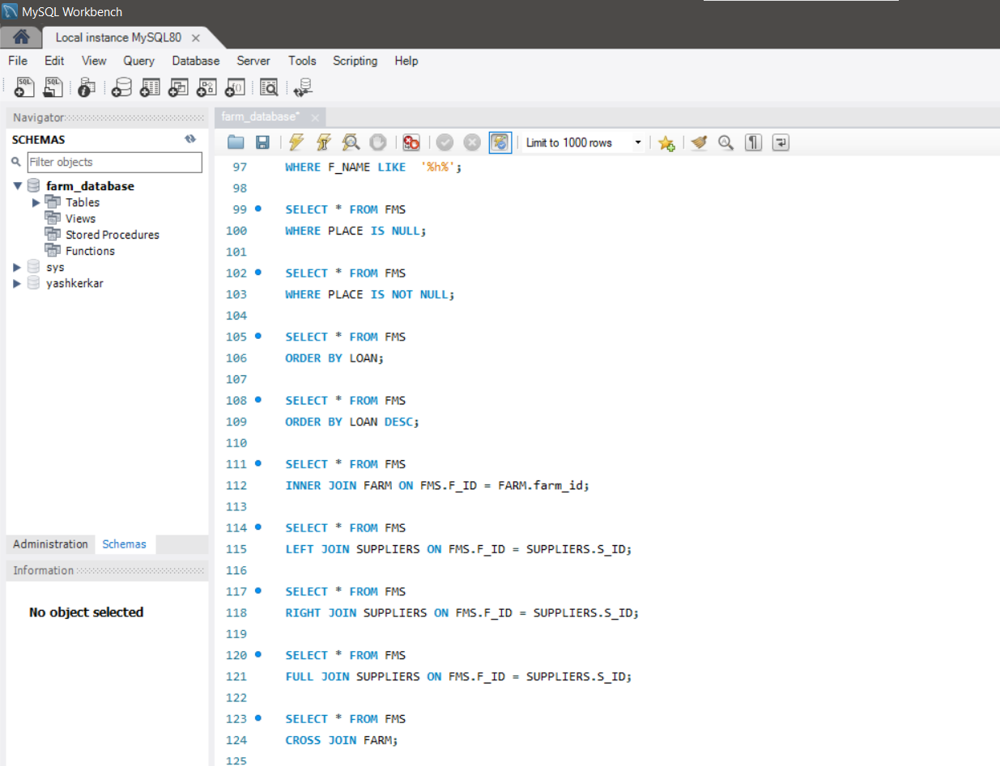 MySQL Workbench
Local instance MySQL80
File Edit View Query Database Server Tools Scripting Help
Navigator
SCHEMAS
Filter objects
farm_database
Tables
Views
Stored Procedures
Functions
sys
yashkerkar
Administration Schemas
Information
No object selected
farm_database*
Limit to 1000 rows
97 WHERE F_NAME LIKE '%h%';
98
99 SELECT * FROM FMS
100 WHERE PLACE IS NULL;
101
102 SELECT * FROM FMS
103 WHERE PLACE IS NOT NULL;
104
105 SELECT * FROM FMS
106 ORDER BY LOAN;
107
108 SELECT * FROM FMS
109 ORDER BY LOAN DESC;
110
111 SELECT * FROM FMS
112 INNER JOIN FARM ON FMS.F_ID = FARM.farm_id;
113
114 SELECT * FROM FMS
115 LEFT JOIN SUPPLIERS ON FMS.F_ID = SUPPLIERS.S_ID;
116
117 SELECT * FROM FMS
118 RIGHT JOIN SUPPLIERS ON FMS.F_ID = SUPPLIERS.S_ID;
119
120 SELECT * FROM FMS
121 FULL JOIN SUPPLIERS ON FMS.F_ID = SUPPLIERS.S_ID;
122
123 SELECT * FROM FMS
124 CROSS JOIN FARM;
125